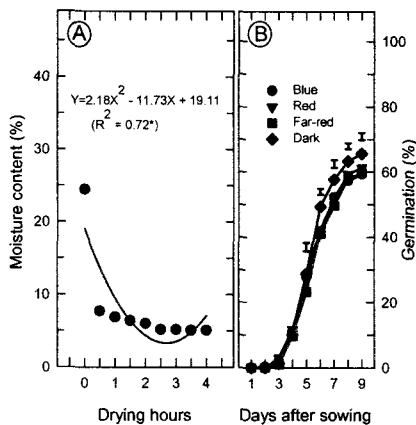 A
B
Y=2.18X² - 11.73X + 19.11
(R² = 0.72*)
Blue
Red
Far-red
Dark
Moisture content (%)
50
40
30
20
10
0
0 1 2 3 4
Drying hours
Germination (%)
100
80
60
40
20
0
1 3 5 7 9
Days after sowing